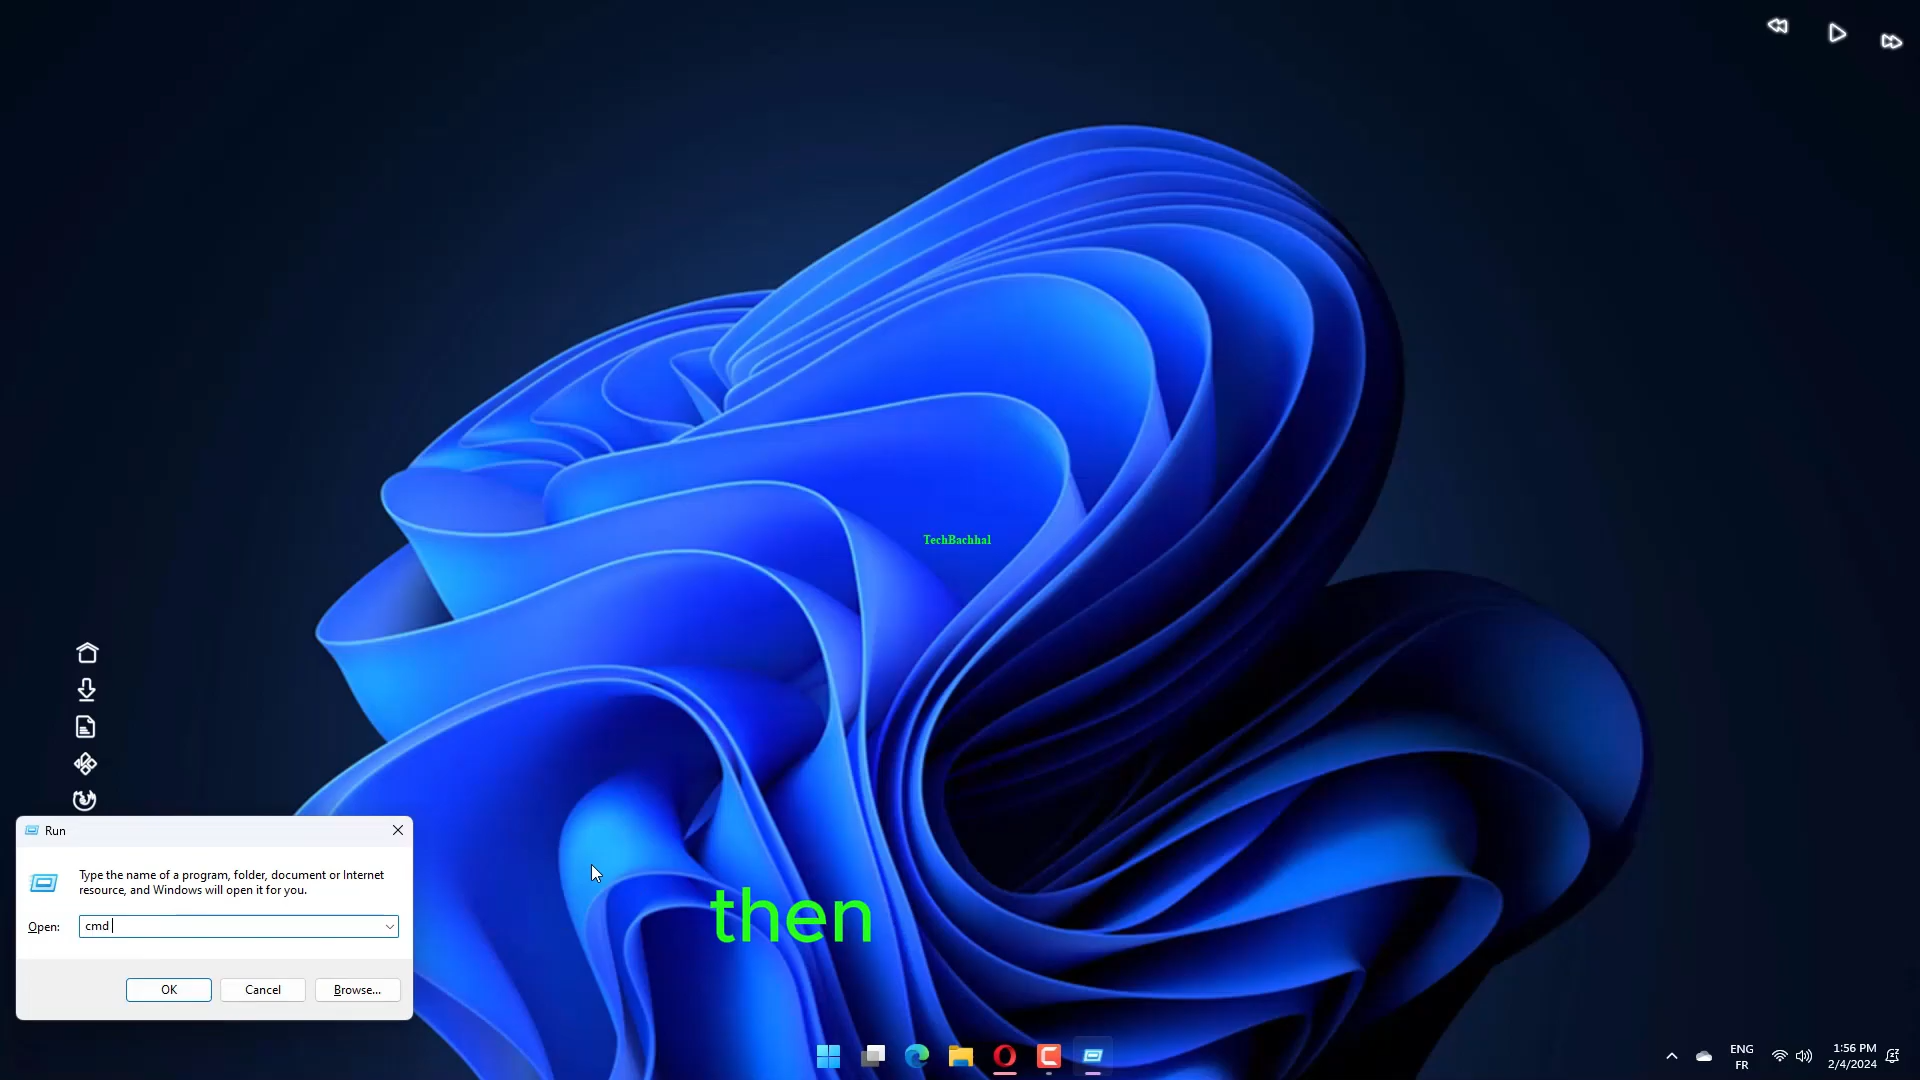 TechBachhal
Run
Type the name of a program, folder, document or Internet
resource, and Windows will open it for you.
Open:
cmd
OK
Cancel
Browse...
then
ENG
FR
1:56 PM
2/4/2024